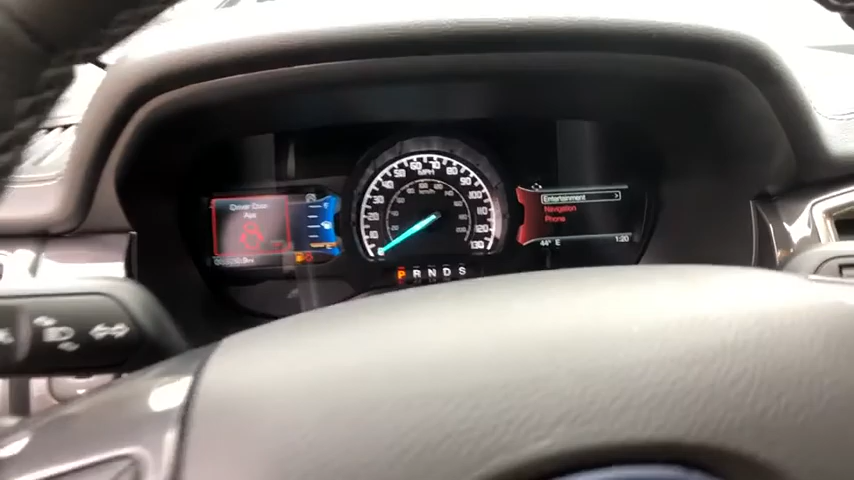 Driver Door
Ajar
F
E
MPH
km/h
10
20
30
40
50
60
70
80
90
100
110
120
130
P R N D S
Entertainment >
Navigation
Phone
44° E
1:20